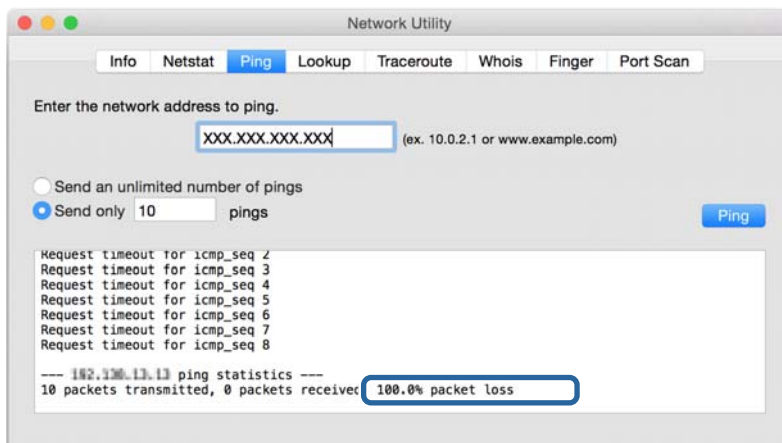 Network Utility
Info Netstat Ping Lookup Traceroute Whois Finger Port Scan
Enter the network address to ping.
XXX.XXX.XXX.XXX (ex. 10.0.2.1 or www.example.com)
Send an unlimited number of pings
Send only 10 pings
Ping
Request timeout for icmp_seq 2
Request timeout for icmp_seq 3
Request timeout for icmp_seq 4
Request timeout for icmp_seq 5
Request timeout for icmp_seq 6
Request timeout for icmp_seq 7
Request timeout for icmp_seq 8
--- ping statistics ---
10 packets transmitted, 0 packets received 100.0% packet loss